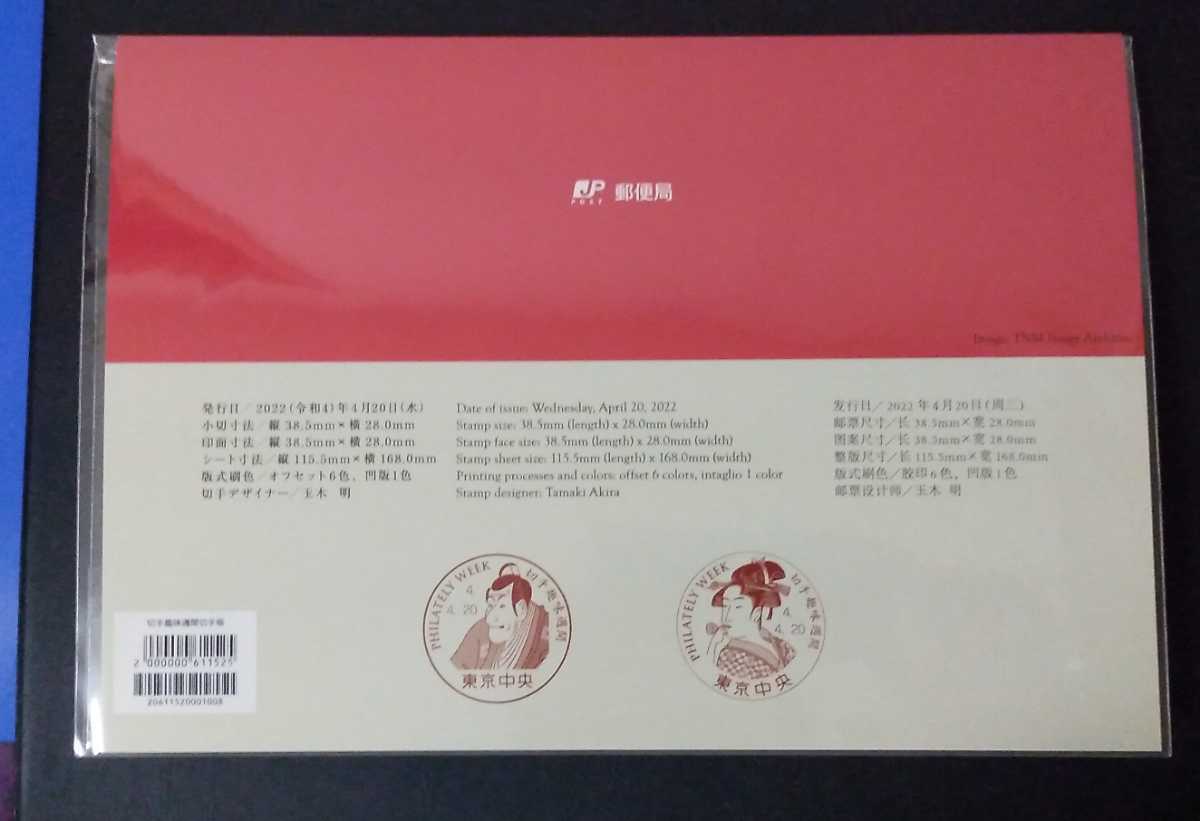 JP 郵便局
POST
Image: TNM Image Archives
発行日／2022(令和4)年4月20日(水)
小切寸法／縦 38.5mm×横 28.0mm
印面寸法／縦 38.5mm×横 28.0mm
シート寸法／縦 115.5mm×横 168.0mm
版式刷色／オフセット6色、凹版1色
切手デザイナー／玉木　明
Date of issue: Wednesday, April 20, 2022
Stamp size: 38.5mm (length) x 28.0mm (width)
Stamp face size: 38.5mm (length) x 28.0mm (width)
Stamp sheet size: 115.5mm (length) x 168.0mm (width)
Printing processes and colors: offset 6 colors, intaglio 1 color
Stamp designer: Tamaki Akira
发行日／2022 年4月20日(周三)
邮票尺寸／长 38.5mm×宽 28.0mm
图案尺寸／长 38.5mm×宽 28.0mm
整版尺寸／长 115.5mm×宽 168.0mm
版式刷色／胶印6色，凹版1色
邮票设计师／玉木　明
PHILATELY WEEK 切手趣味週間
4.
4. 20
東京中央
PHILATELY WEEK 切手趣味週間
4.
4. 20
東京中央
切手趣味週間切手帳
2 000000 611525
20611520001008